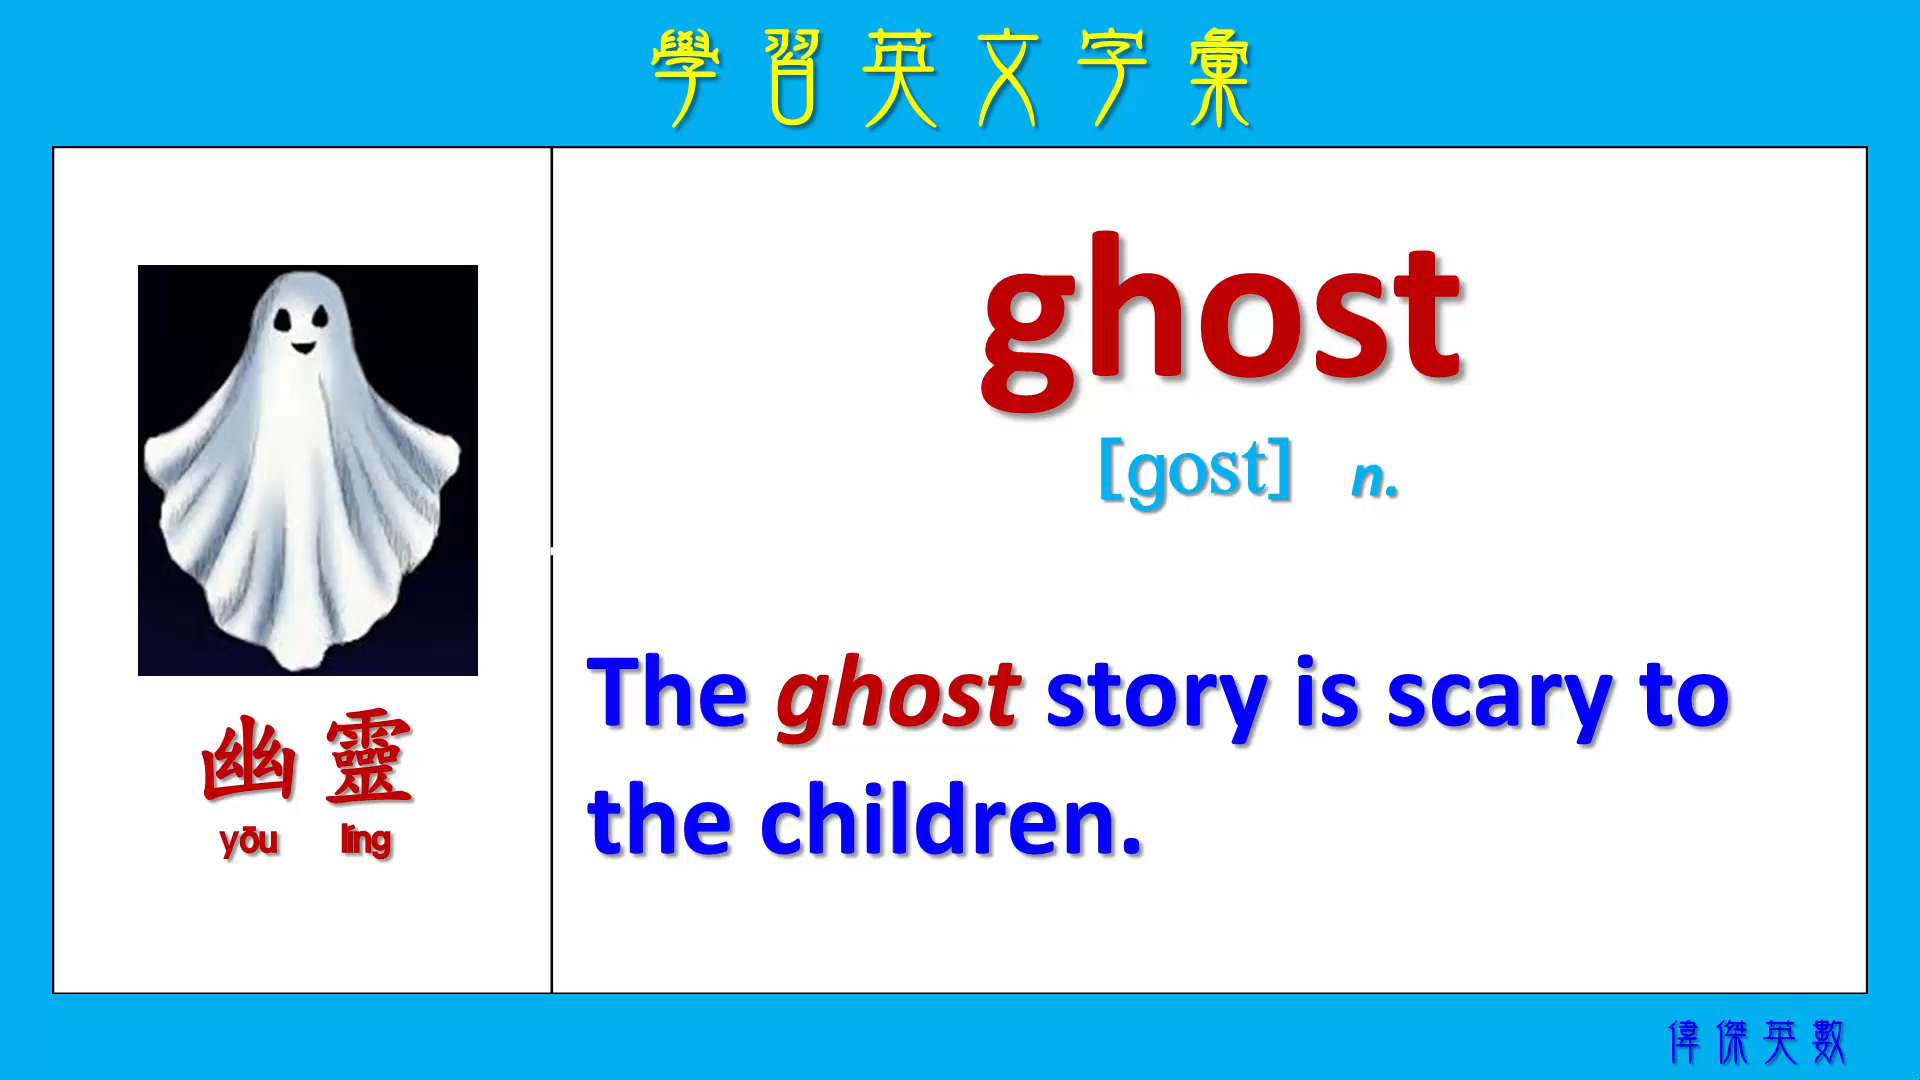 學習英文字彙
ghost
[gost] n.
幽靈
yōu líng
The ghost story is scary to
the children.
偉傑英數